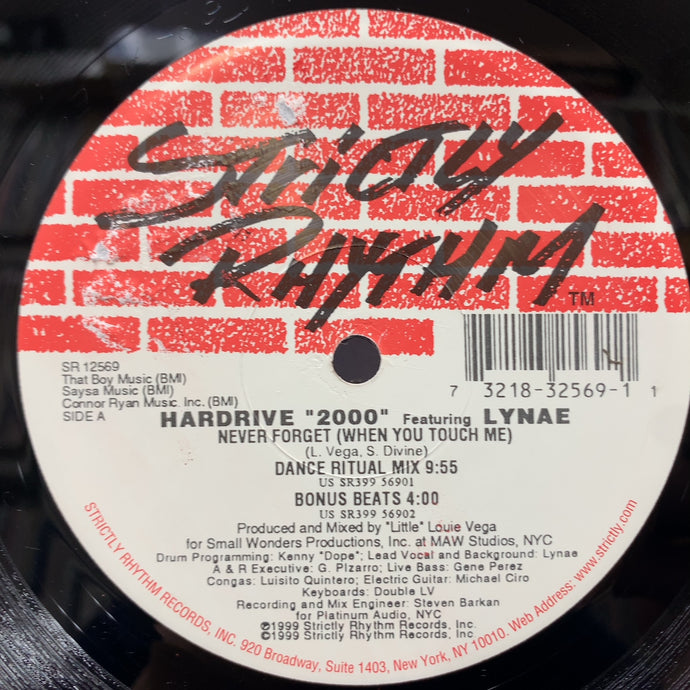 STRICTLY
RHYTHM
TM
SR 12569
That Boy Music (BMI)
Saysa Music (BMI)
Connor Ryan Music. Inc. (BMI)
SIDE A
7 3218-32569-1 1
HARDRIVE "2000" Featuring LYNAE
NEVER FORGET (WHEN YOU TOUCH ME)
(L. Vega, S. Divine)
DANCE RITUAL MIX 9:55
US SR399 56901
BONUS BEATS 4:00
US SR399 56902
Produced and Mixed by "Little" Louie Vega
for Small Wonders Productions, Inc. at MAW Studios, NYC
Drum Programming: Kenny "Dope"; Lead Vocal and Background: Lynae
A & R Executive: G. PIzarro; Live Bass: Gene Perez
Congas: Luisito Quintero; Electric Guitar: Michael Ciro
Keyboards: Double LV
Recording and Mix Engineer: Steven Barkan
for Platinum Audio, NYC
℗1999 Strictly Rhythm Records, Inc.
©1999 Strictly Rhythm Records, Inc.
STRICTLY RHYTHM RECORDS, INC. 920 Broadway, Suite 1403, New York, NY 10010. Web Address: www.strictly.com